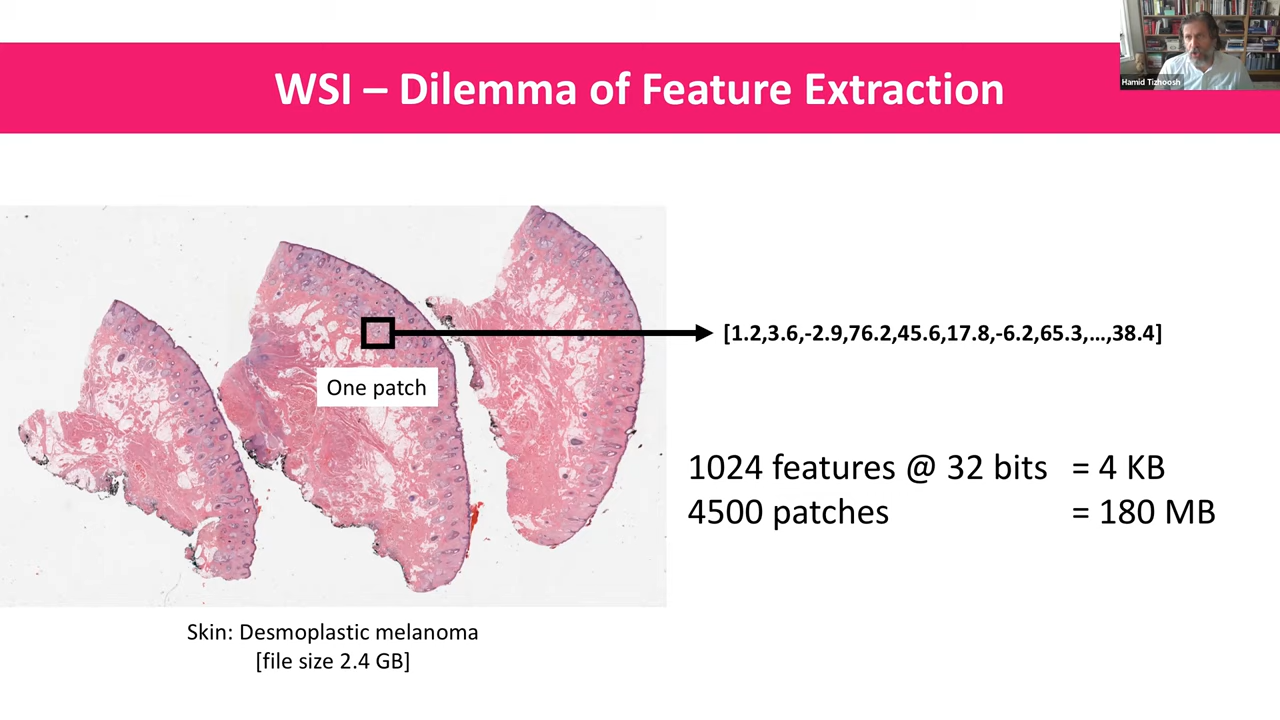 WSI – Dilemma of Feature Extraction
Hamid Tizhoosh
[1.2,3.6,-2.9,76.2,45.6,17.8,-6.2,65.3,...,38.4]
One patch
1024 features @ 32 bits = 4 KB
4500 patches = 180 MB
Skin: Desmoplastic melanoma
[file size 2.4 GB]